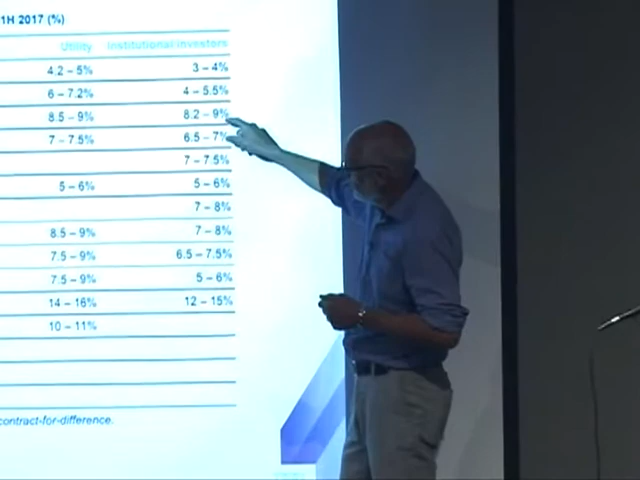 1H 2017 (%)
Utility Institutional investors
4.2 – 5% 3 – 4%
6 – 7.2% 4 – 5.5%
8.5 – 9% 8.2 – 9%
7 – 7.5% 6.5 – 7%
7 – 7.5%
5 – 6% 5 – 6%
7 – 8%
8.5 – 9% 7 – 8%
7.5 – 9% 6.5 – 7.5%
7.5 – 9% 5 – 6%
14 – 16% 12 – 15%
10 – 11%
contract-for-difference.